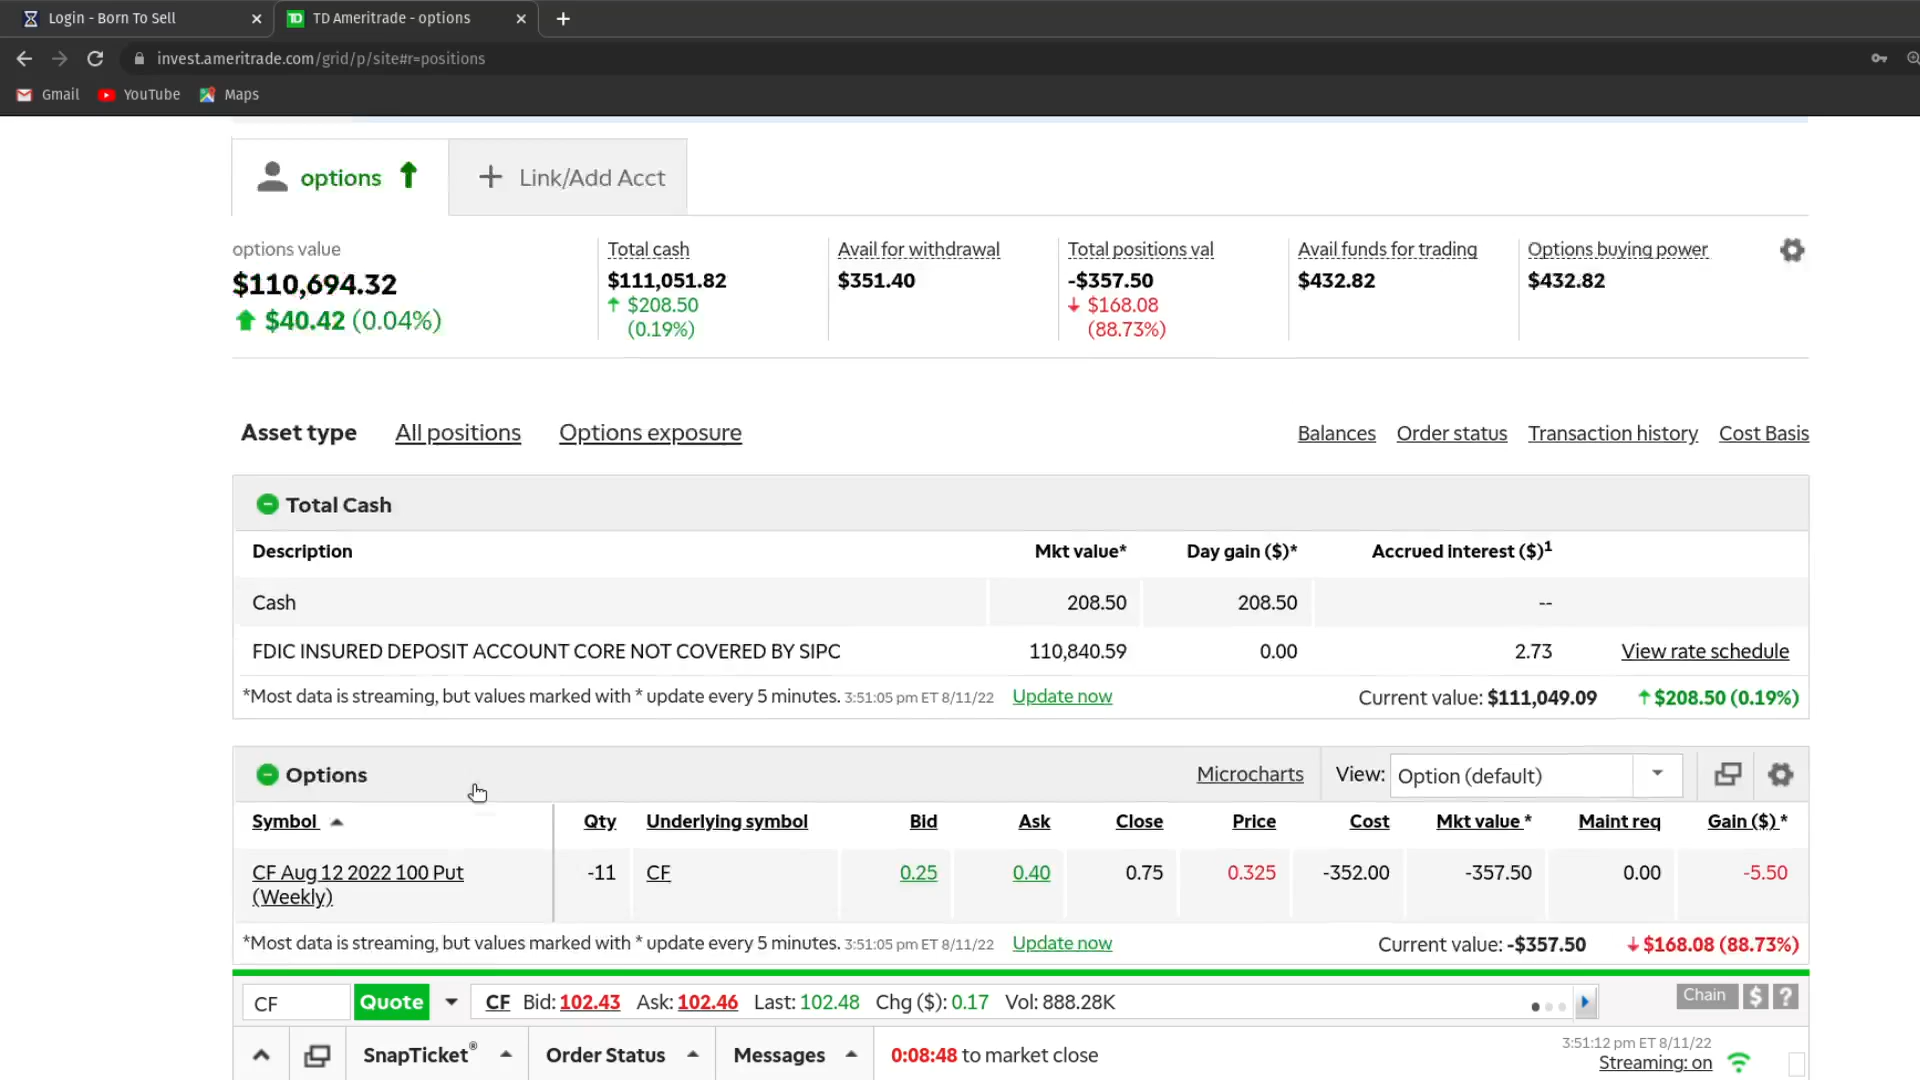 Login - Born To Sell
TD Ameritrade - options
invest.ameritrade.com/grid/p/site#r=positions
Gmail YouTube Maps
options Link/Add Acct
options value Total cash Avail for withdrawal Total positions val Avail funds for trading Options buying power
$110,694.32 $111,051.82 $351.40 -$357.50 $432.82 $432.82
$40.42 (0.04%) $208.50 (0.19%) $168.08 (88.73%)
Asset type All positions Options exposure Balances Order status Transaction history Cost Basis
Total Cash
Description Mkt value* Day gain ($)* Accrued interest ($)1
Cash 208.50 208.50 --
FDIC INSURED DEPOSIT ACCOUNT CORE NOT COVERED BY SIPC 110,840.59 0.00 2.73 View rate schedule
*Most data is streaming, but values marked with * update every 5 minutes. 3:51:05 pm ET 8/11/22 Update now Current value: $111,049.09 $208.50 (0.19%)
Options Microcharts View: Option (default)
Symbol Qty Underlying symbol Bid Ask Close Price Cost Mkt value * Maint req Gain ($) *
CF Aug 12 2022 100 Put (Weekly) -11 CF 0.25 0.40 0.75 0.325 -352.00 -357.50 0.00 -5.50
*Most data is streaming, but values marked with * update every 5 minutes. 3:51:05 pm ET 8/11/22 Update now Current value: -$357.50 $168.08 (88.73%)
CF Quote CF Bid: 102.43 Ask: 102.46 Last: 102.48 Chg ($): 0.17 Vol: 888.28K Chain $ ?
SnapTicket® Order Status Messages 0:08:48 to market close 3:51:12 pm ET 8/11/22
Streaming: on